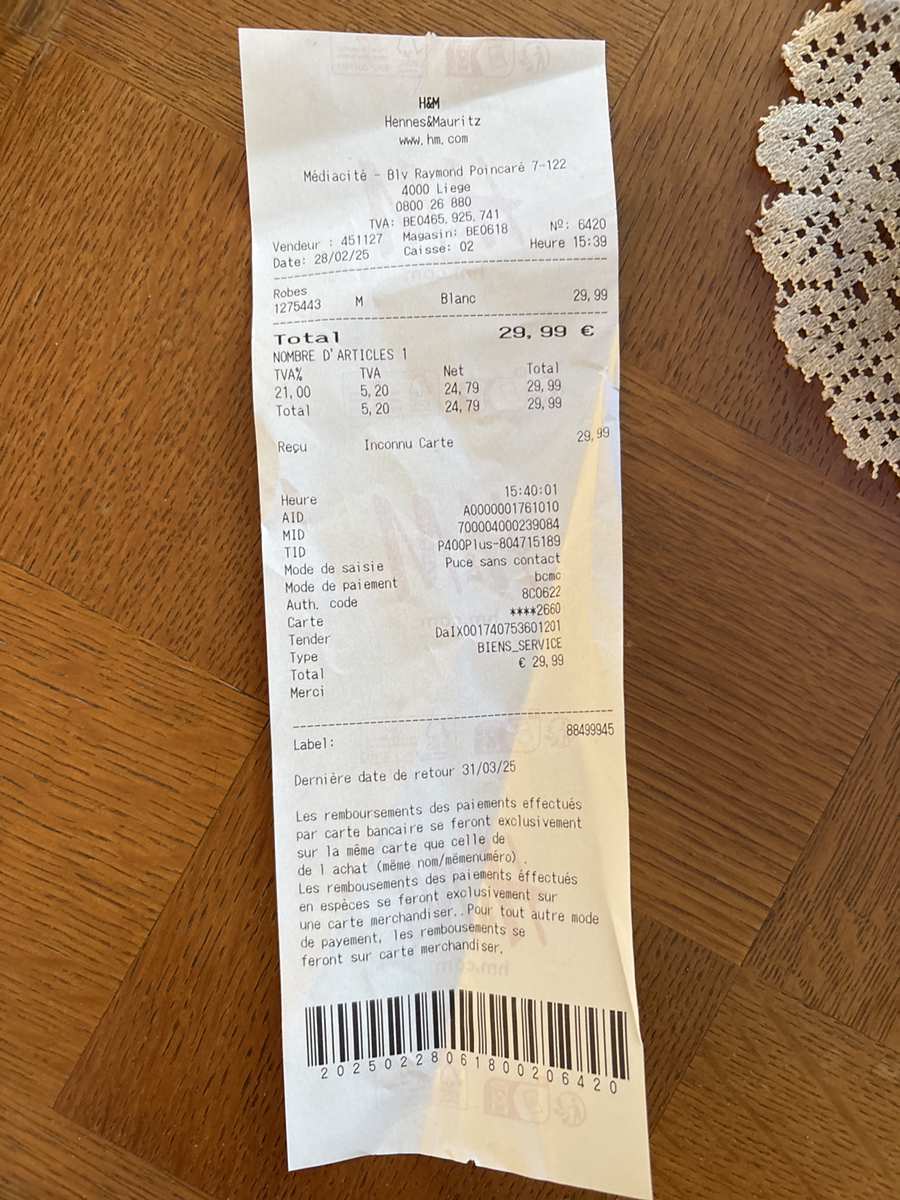 H&M
Hennes&Mauritz
www.hm.com
Médiacité - Blv Raymond Poincaré 7-122
4000 Liege
0800 26 880
TVA: BE0465.925.741
Vendeur : 451127 Magasin: BE0618 Nº: 6420
Date: 28/02/25 Caisse: 02 Heure 15:39
Robes
1275443 M Blanc 29,99
Total 29,99 €
NOMBRE D'ARTICLES 1
TVA% TVA Net Total
21,00 5,20 24,79 29,99
Total 5,20 24,79 29,99
Reçu Inconnu Carte 29,99
Heure 15:40:01
AID A0000001761010
MID 700004000239084
TID P400Plus-804715189
Mode de saisie Puce sans contact
Mode de paiement bcmc
Auth. code 8C0622
Carte ****2660
Tender DaIX001740753601201
Type BIENS_SERVICE
Total € 29,99
Merci
Label: 88499945
Dernière date de retour 31/03/25
Les remboursements des paiements effectués
par carte bancaire se feront exclusivement
sur la même carte que celle de
de l achat (mëme nom/mëmenuméro).
Les rembousements des paiements éffectués
en espèces se feront exclusivement sur
une carte merchandiser..Pour tout autre mode
de payement, les rembousements se
feront sur carte merchandiser.
20250228061800206420